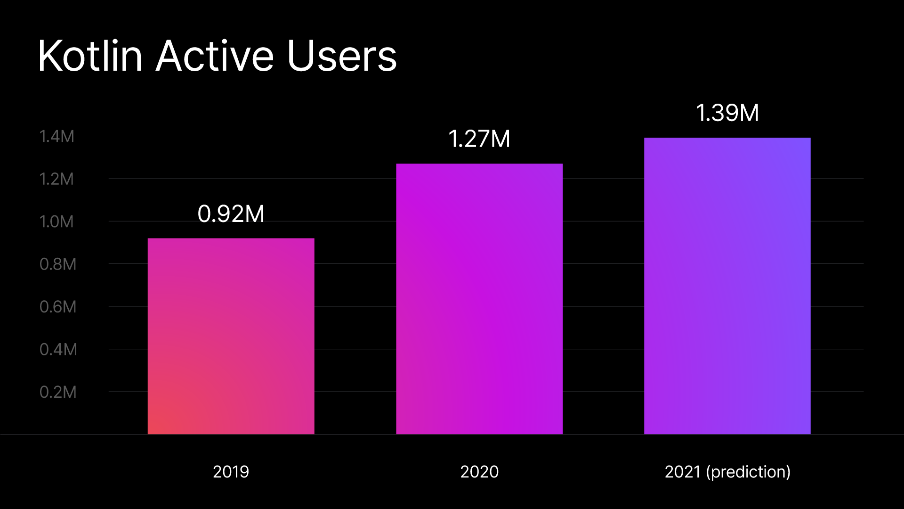 Kotlin Active Users
1.39M
1.4M
1.27M
1.2M
1.0M
0.92M
0.8M
0.6M
0.4M
0.2M
2019
2020
2021 (prediction)